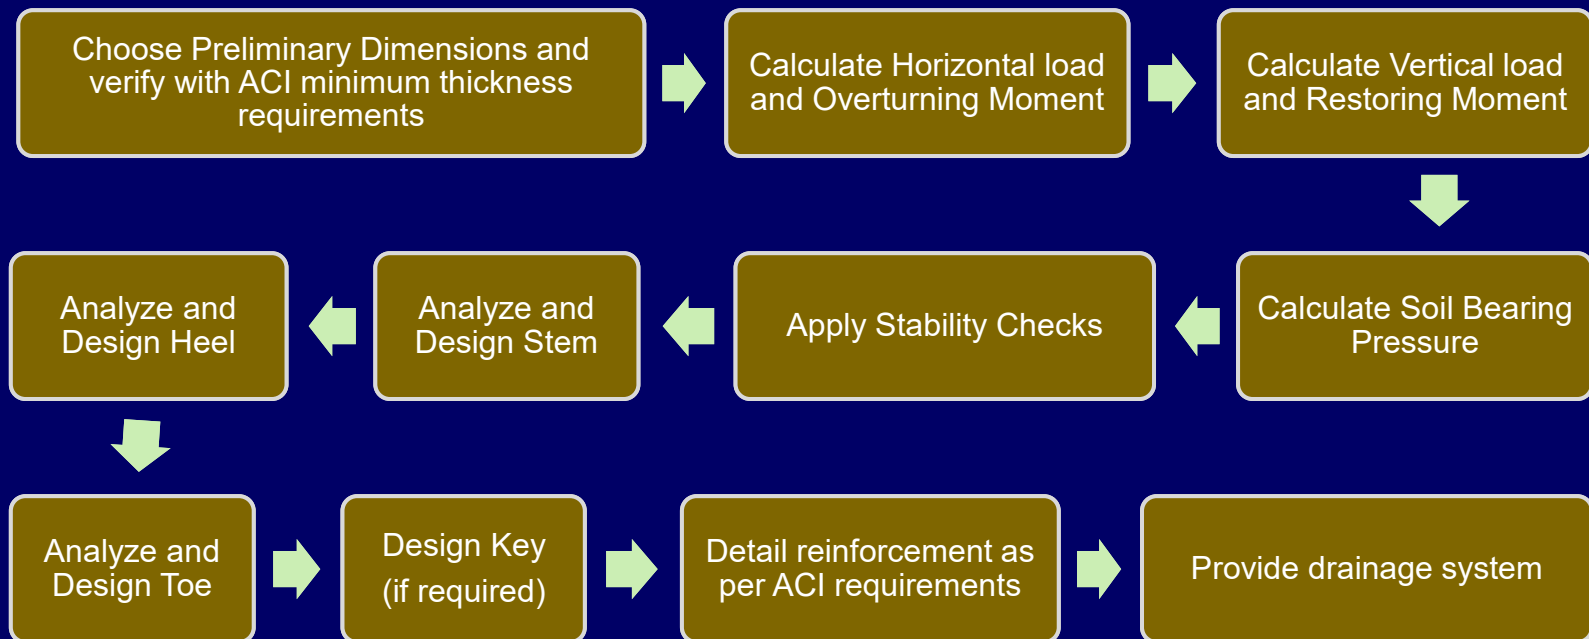 Choose Preliminary Dimensions and
verify with ACI minimum thickness
requirements
Calculate Horizontal load
and Overturning Moment
Calculate Vertical load
and Restoring Moment
Calculate Soil Bearing
Pressure
Apply Stability Checks
Analyze and
Design Stem
Analyze and
Design Heel
Analyze and
Design Toe
Design Key
(if required)
Detail reinforcement as
per ACI requirements
Provide drainage system